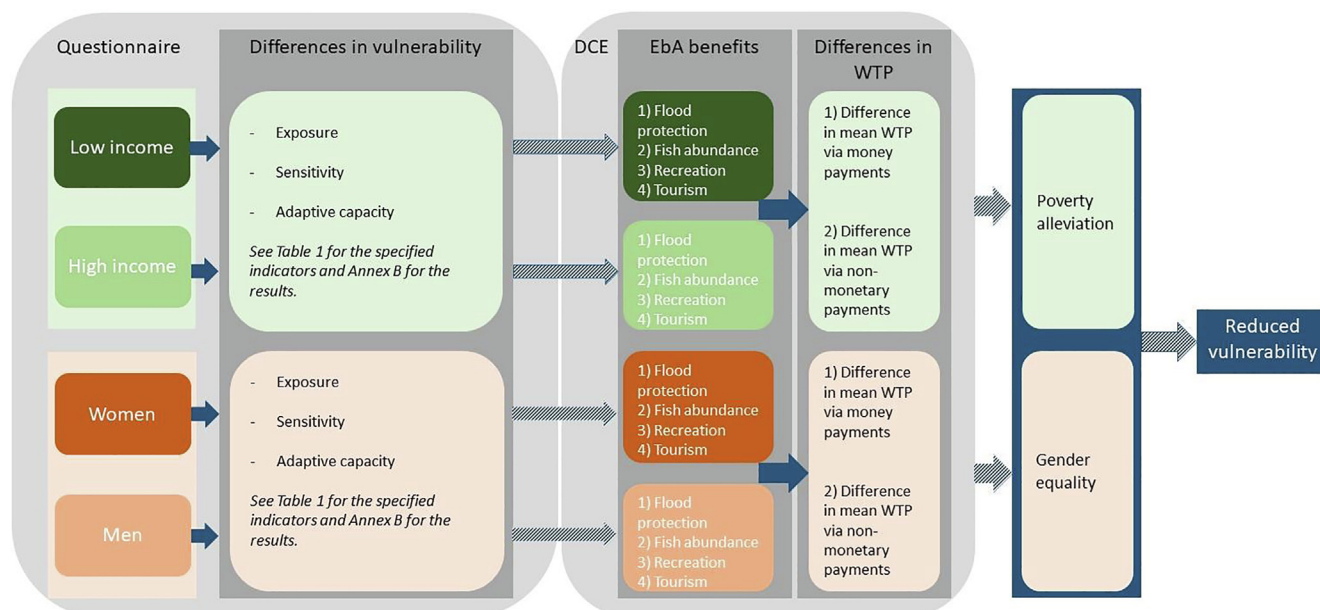 Questionnaire
Differences in vulnerability
DCE
EbA benefits
Differences in
WTP
Low income
High income
- Exposure
- Sensitivity
- Adaptive capacity
See Table 1 for the specified
indicators and Annex B for the
results.
1) Flood
protection
2) Fish abundance
3) Recreation
4) Tourism
1) Flood
protection
2) Fish abundance
3) Recreation
4) Tourism
1) Difference
in mean WTP
via money
payments
2) Difference
in mean WTP
via non-
monetary
payments
Poverty
alleviation
Women
Men
- Exposure
- Sensitivity
- Adaptive capacity
See Table 1 for the specified
indicators and Annex B for the
results.
1) Flood
protection
2) Fish abundance
3) Recreation
4) Tourism
1) Flood
protection
2) Fish abundance
3) Recreation
4) Tourism
1) Difference
in mean WTP
via money
payments
2) Difference
in mean WTP
via non-
monetary
payments
Gender
equality
Reduced
vulnerability